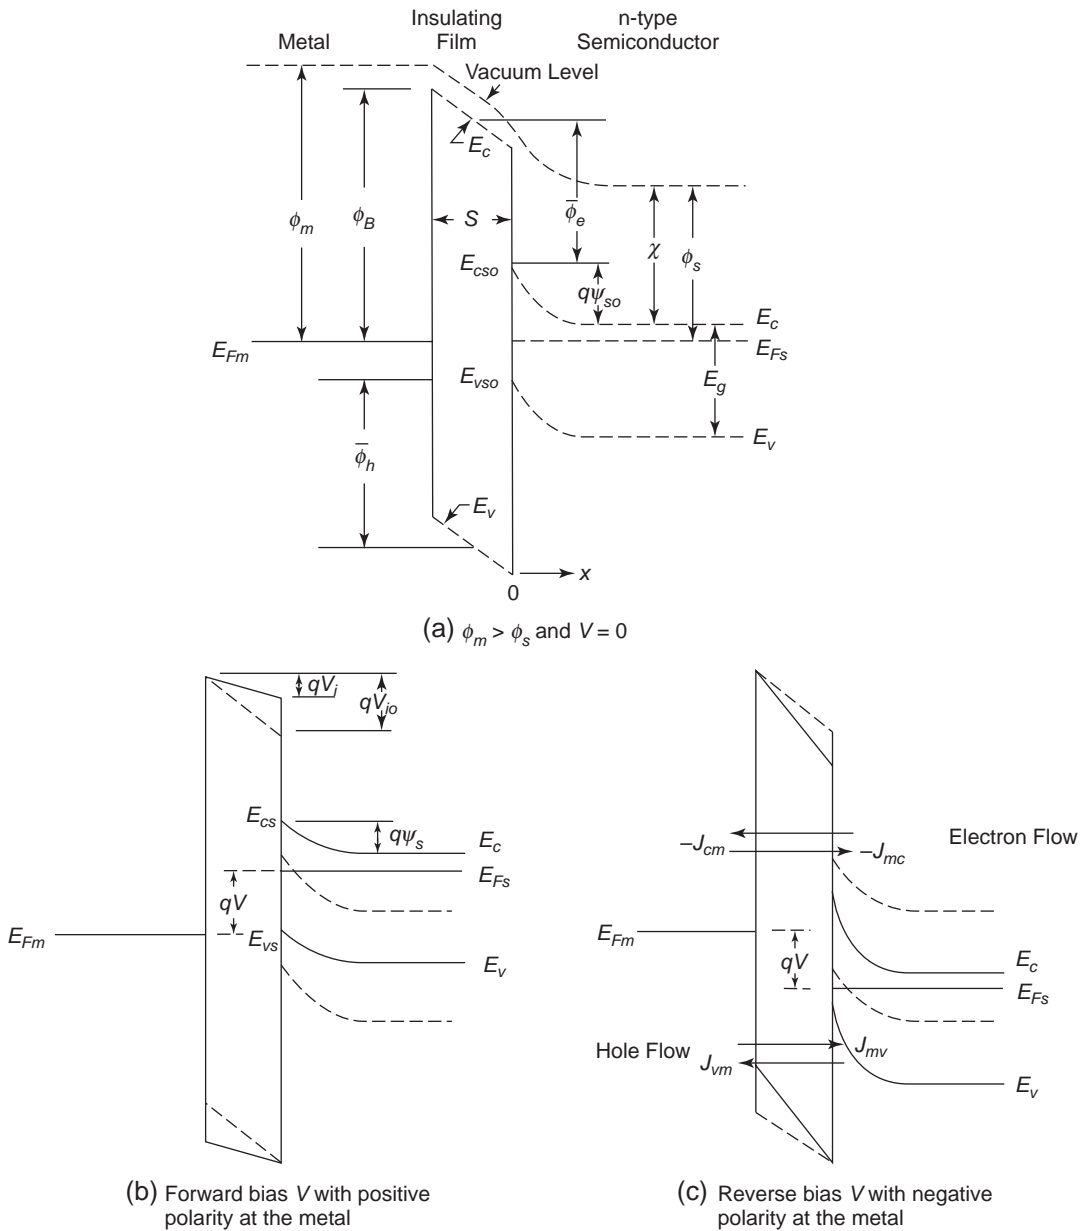 Metal
Insulating
Film
n-type
Semiconductor
Vacuum Level
E_c
ϕ_m
ϕ_B
S
ϕ̅_e
χ
ϕ_s
E_cso
qψ_so
E_c
E_Fm
E_Fs
E_vso
E_g
ϕ̅_h
E_v
E_v
x
0
(a) ϕ_m > ϕ_s and V = 0
qV_i
qV_io
E_cs
qψ_s
E_c
E_Fs
qV
E_Fm
E_vs
E_v
(b) Forward bias V with positive
polarity at the metal
Electron Flow
–J_cm
–J_mc
E_Fm
qV
E_c
E_Fs
Hole Flow
J_mv
J_vm
E_v
(c) Reverse bias V with negative
polarity at the metal